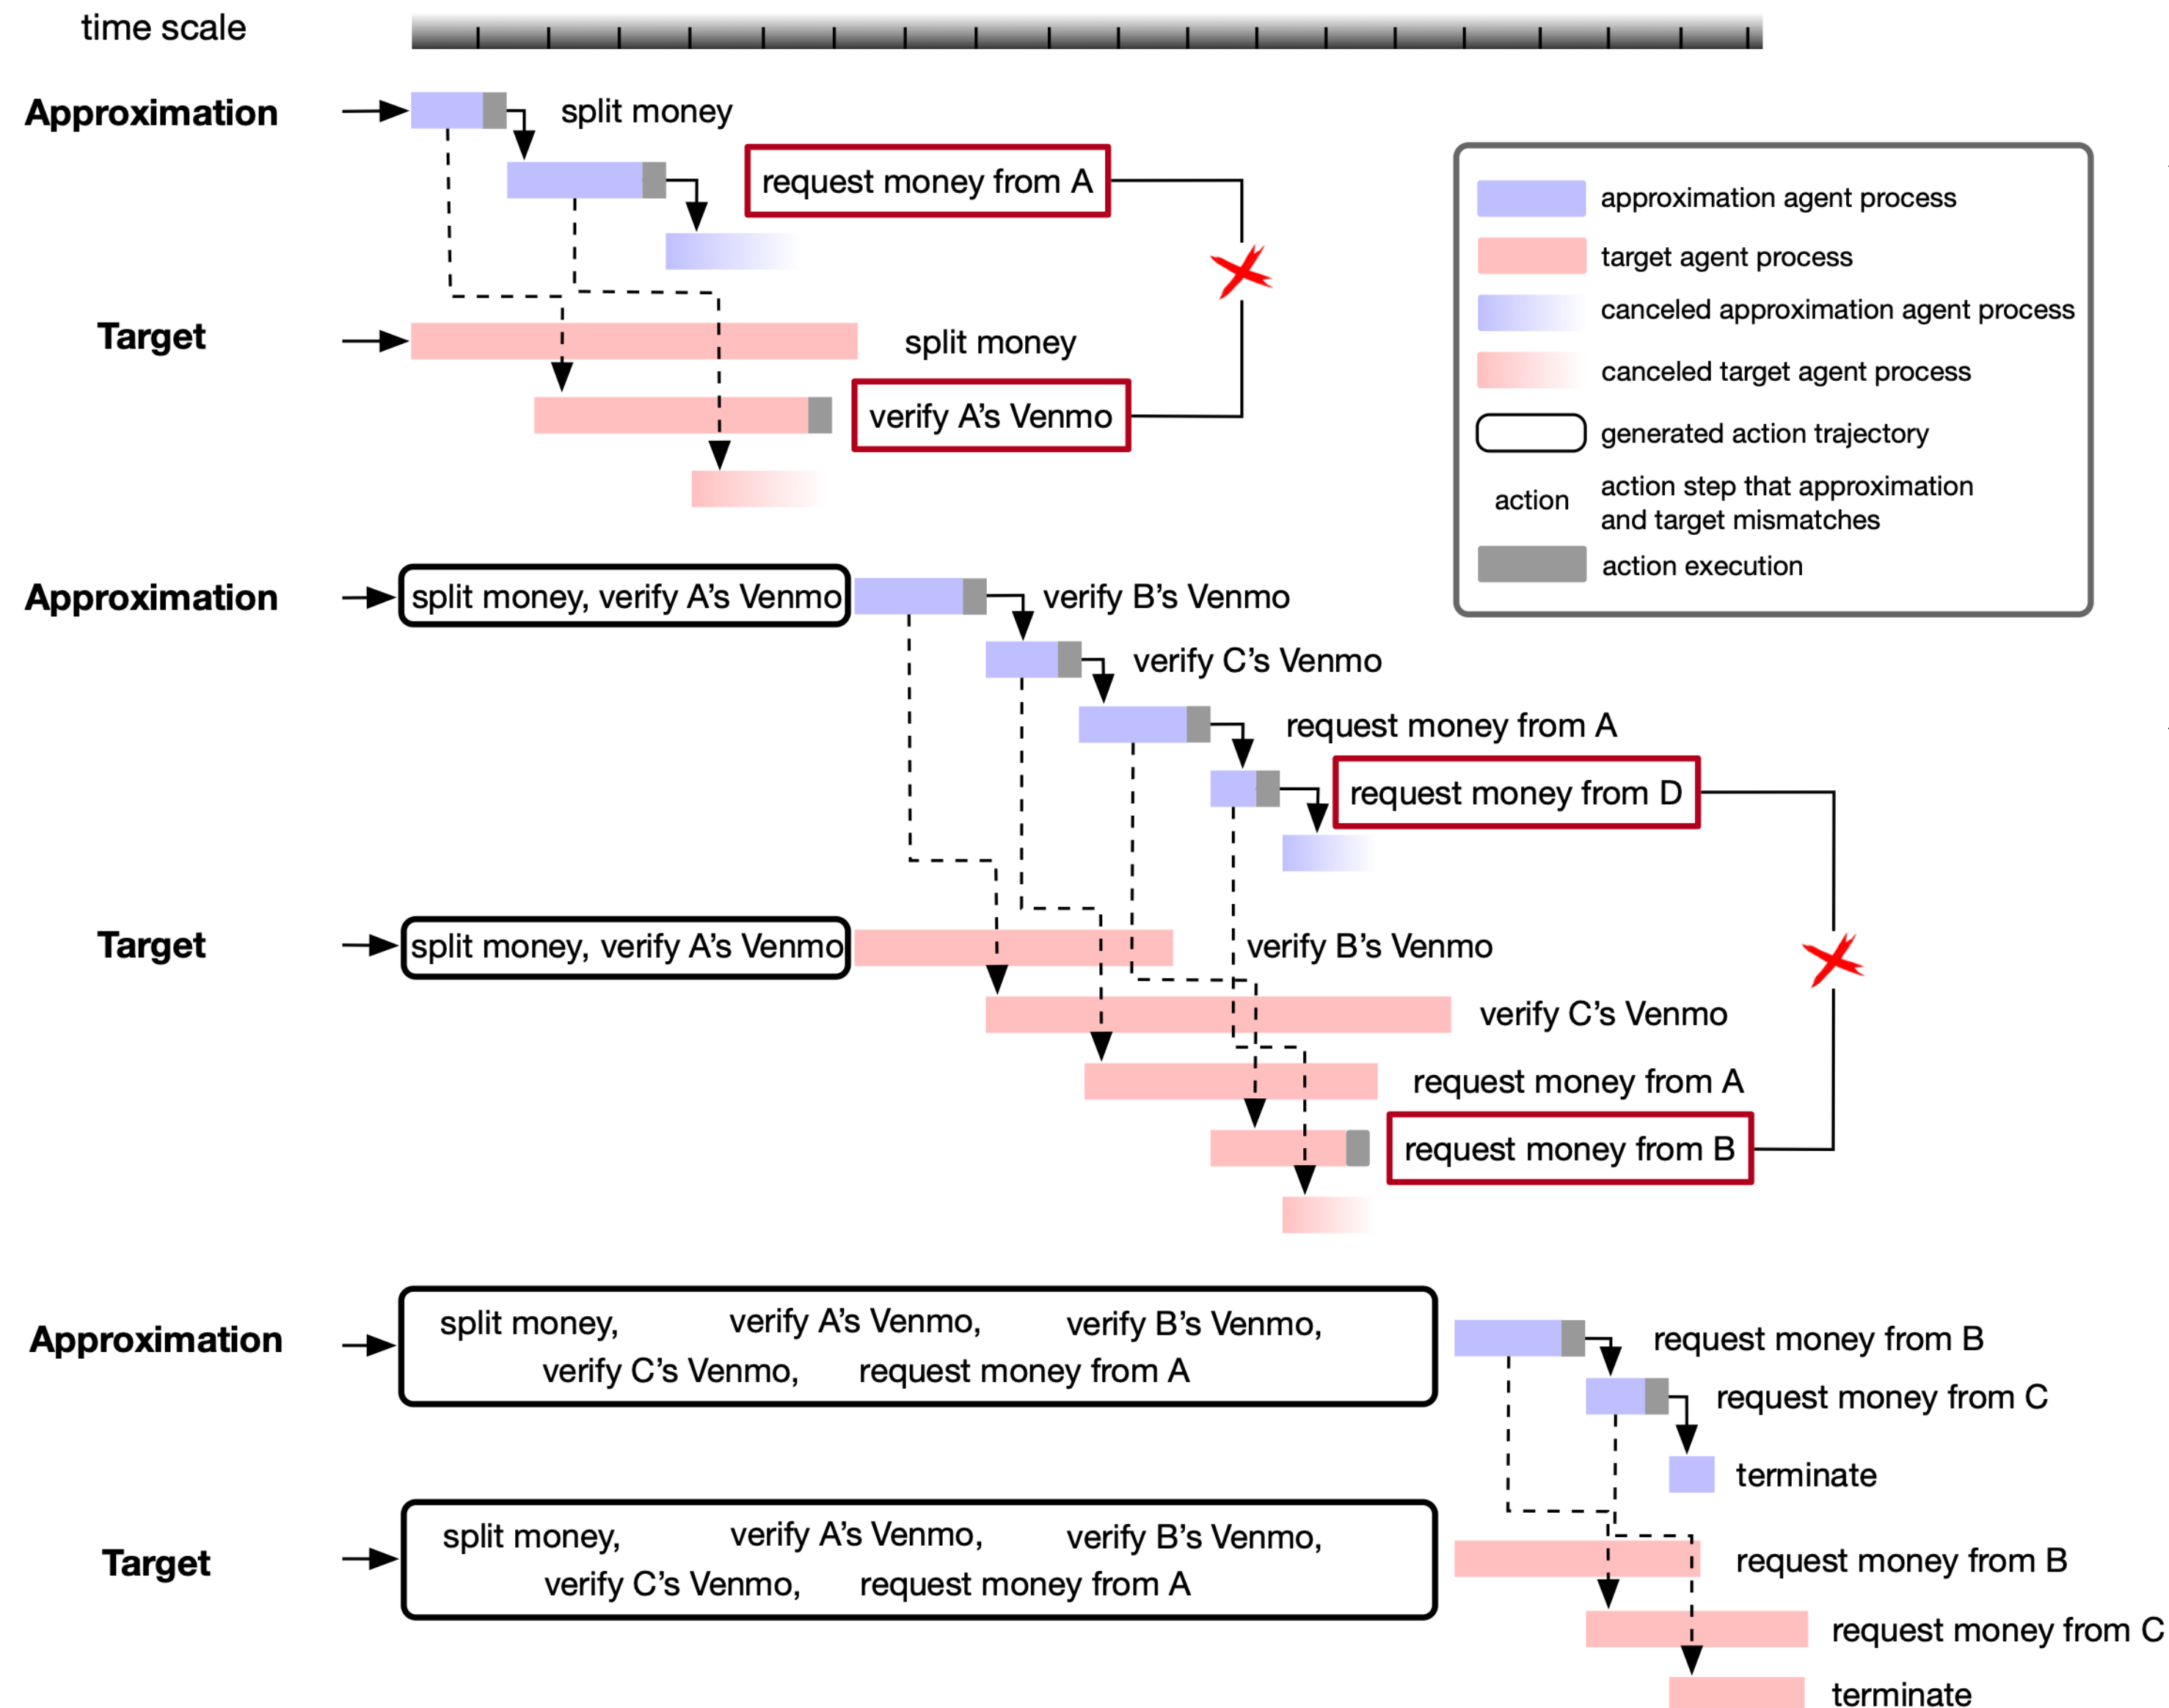 time scale
Approximation
split money
request money from A
Target
split money
verify A's Venmo
approximation agent process
target agent process
canceled approximation agent process
canceled target agent process
generated action trajectory
action
action step that approximation
and target mismatches
action execution
Approximation
split money, verify A's Venmo
verify B's Venmo
verify C's Venmo
request money from A
request money from D
Target
split money, verify A's Venmo
verify B's Venmo
verify C's Venmo
request money from A
request money from B
Approximation
split money, verify A's Venmo, verify B's Venmo,
verify C's Venmo, request money from A
request money from B
request money from C
terminate
Target
split money, verify A's Venmo, verify B's Venmo,
verify C's Venmo, request money from A
request money from B
request money from C
terminate